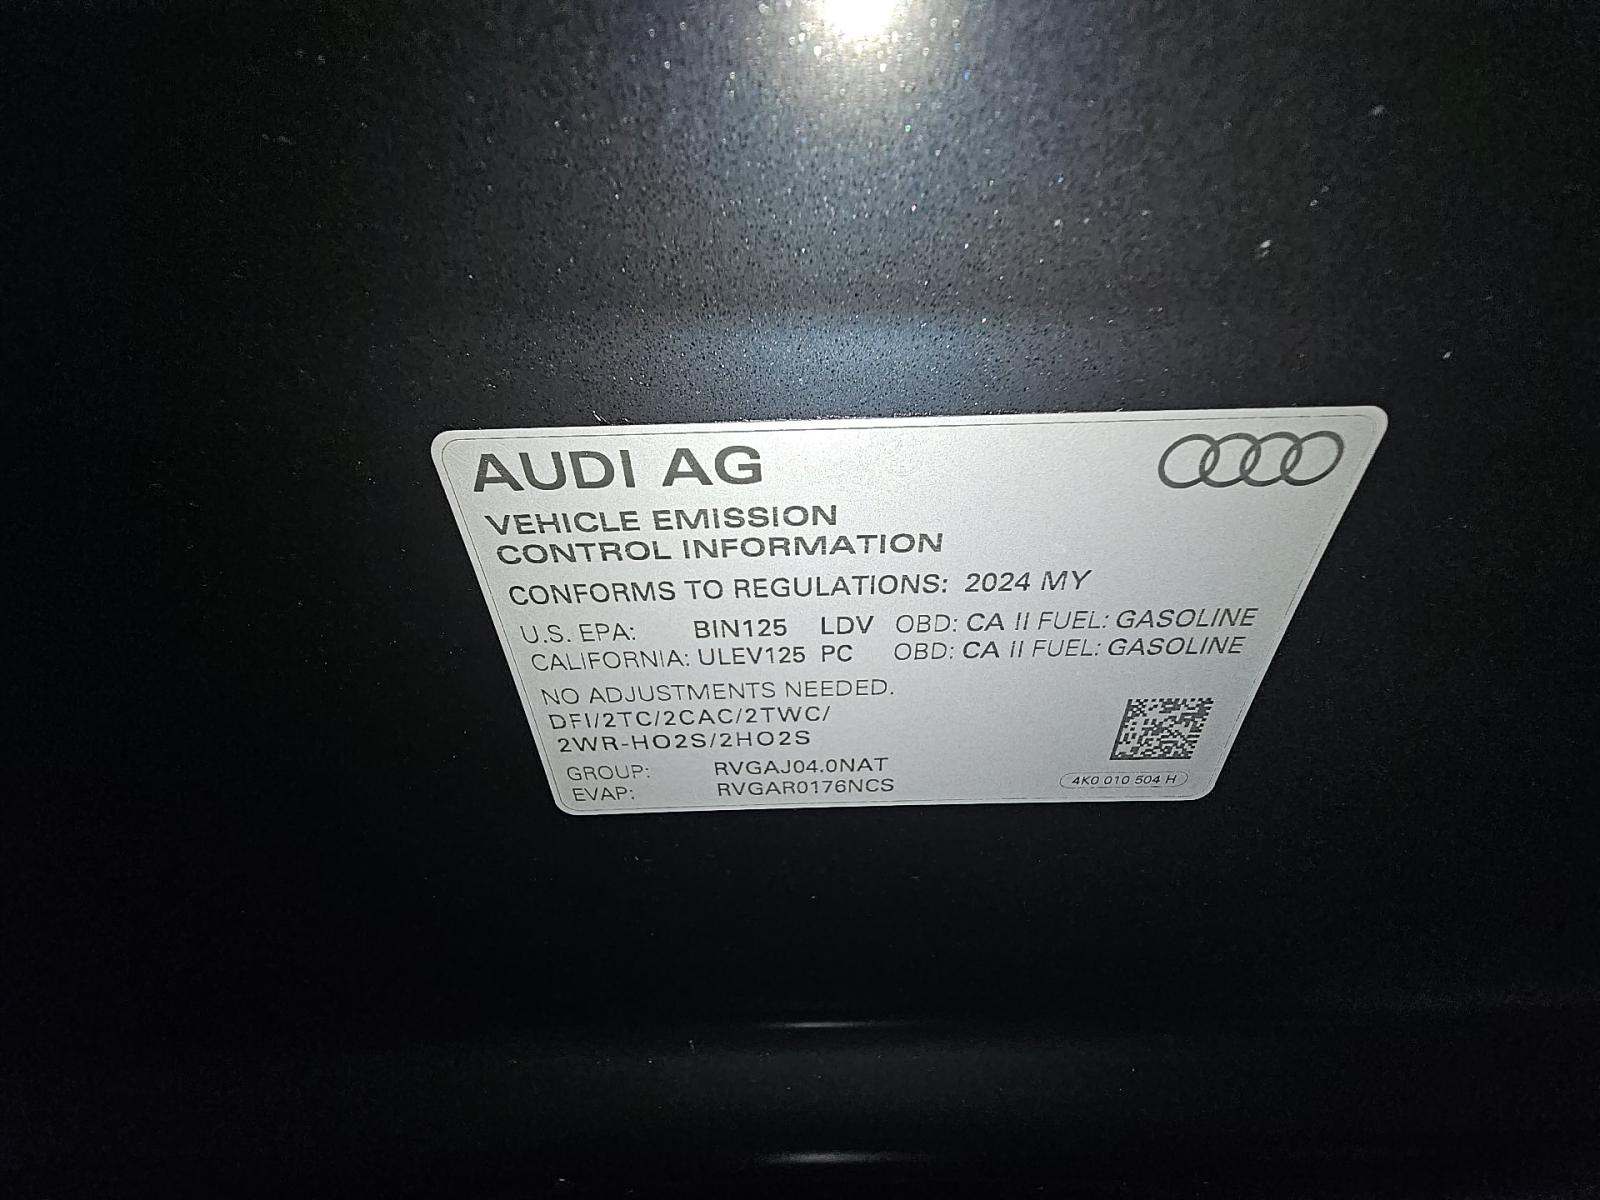 AUDI AG
VEHICLE EMISSION
CONTROL INFORMATION
CONFORMS TO REGULATIONS: 2024 MY
U.S. EPA: BIN125 LDV OBD: CA II FUEL: GASOLINE
CALIFORNIA: ULEV125 PC OBD: CA II FUEL: GASOLINE
NO ADJUSTMENTS NEEDED.
DFI/2TC/2CAC/2TWC/
2WR-HO2S/2HO2S
GROUP: RVGAJ04.0NAT
EVAP: RVGAR0176NCS
4K0 010 504 H